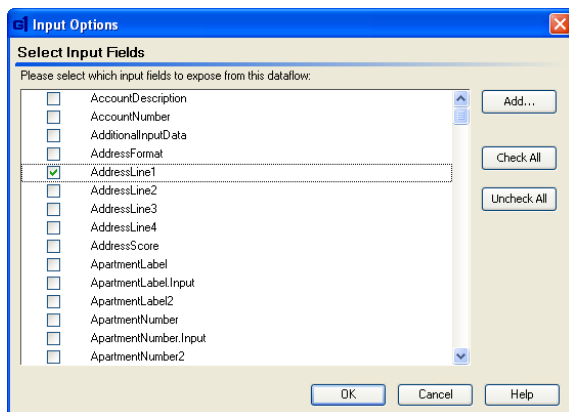 G1 Input Options
Select Input Fields
Please select which input fields to expose from this dataflow:
AccountDescription
AccountNumber
AdditionalInputData
AddressFormat
AddressLine1
AddressLine2
AddressLine3
AddressLine4
AddressScore
ApartmentLabel
ApartmentLabel.Input
ApartmentLabel2
ApartmentNumber
ApartmentNumber.Input
ApartmentNumber2
Add...
Check All
Uncheck All
OK
Cancel
Help